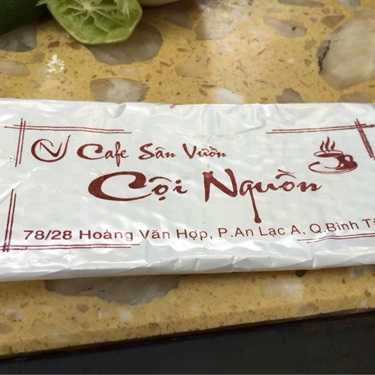 Cafe Sân Vườn
Cội Nguồn
78/28 Hoàng Văn Hợp, P.An Lạc A, Q.Bình